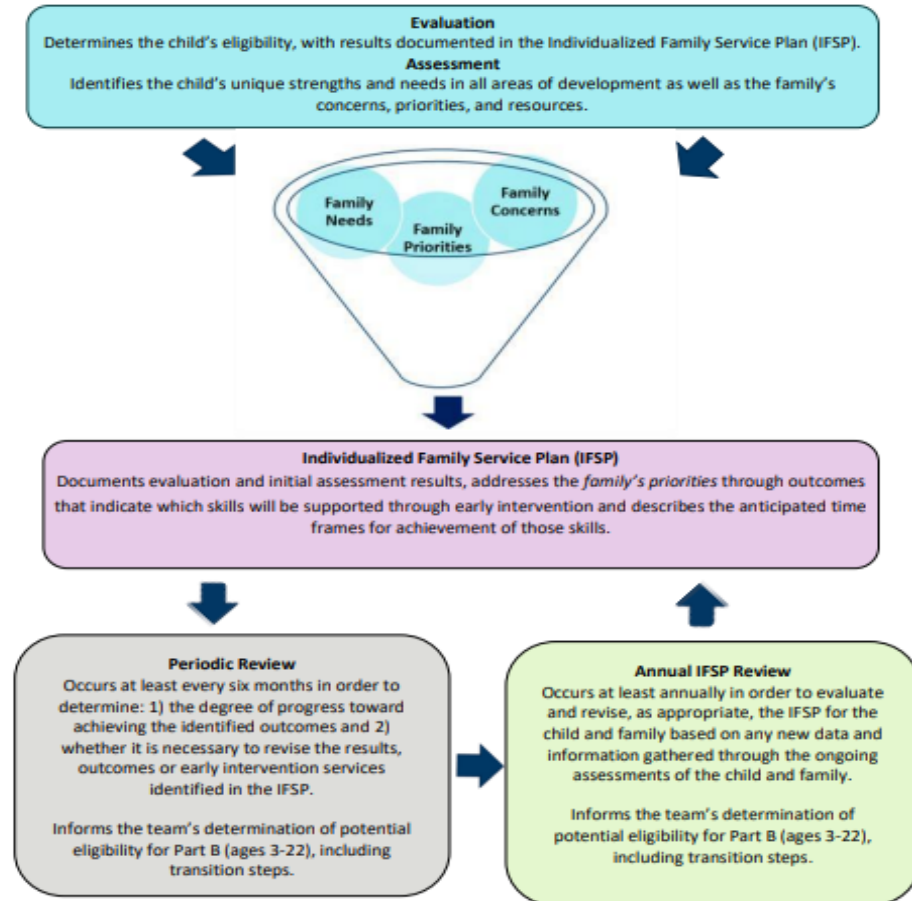 Evaluation
Determines the child's eligibility, with results documented in the Individualized Family Service Plan (IFSP).
Assessment
Identifies the child's unique strengths and needs in all areas of development as well as the family's
concerns, priorities, and resources.
Family
Needs
Family
Priorities
Family
Concerns
Individualized Family Service Plan (IFSP)
Documents evaluation and initial assessment results, addresses the family's priorities through outcomes
that indicate which skills will be supported through early intervention and describes the anticipated time
frames for achievement of those skills.
Periodic Review
Occurs at least every six months in order to
determine: 1) the degree of progress toward
achieving the identified outcomes and 2)
whether it is necessary to revise the results,
outcomes or early intervention services
identified in the IFSP.
Informs the team's determination of potential
eligibility for Part B (ages 3-22), including
transition steps.
Annual IFSP Review
Occurs at least annually in order to evaluate
and revise, as appropriate, the IFSP for the
child and family based on any new data and
information gathered through the ongoing
assessments of the child and family.
Informs the team's determination of
potential eligibility for Part B (ages 3-22),
including transition steps.